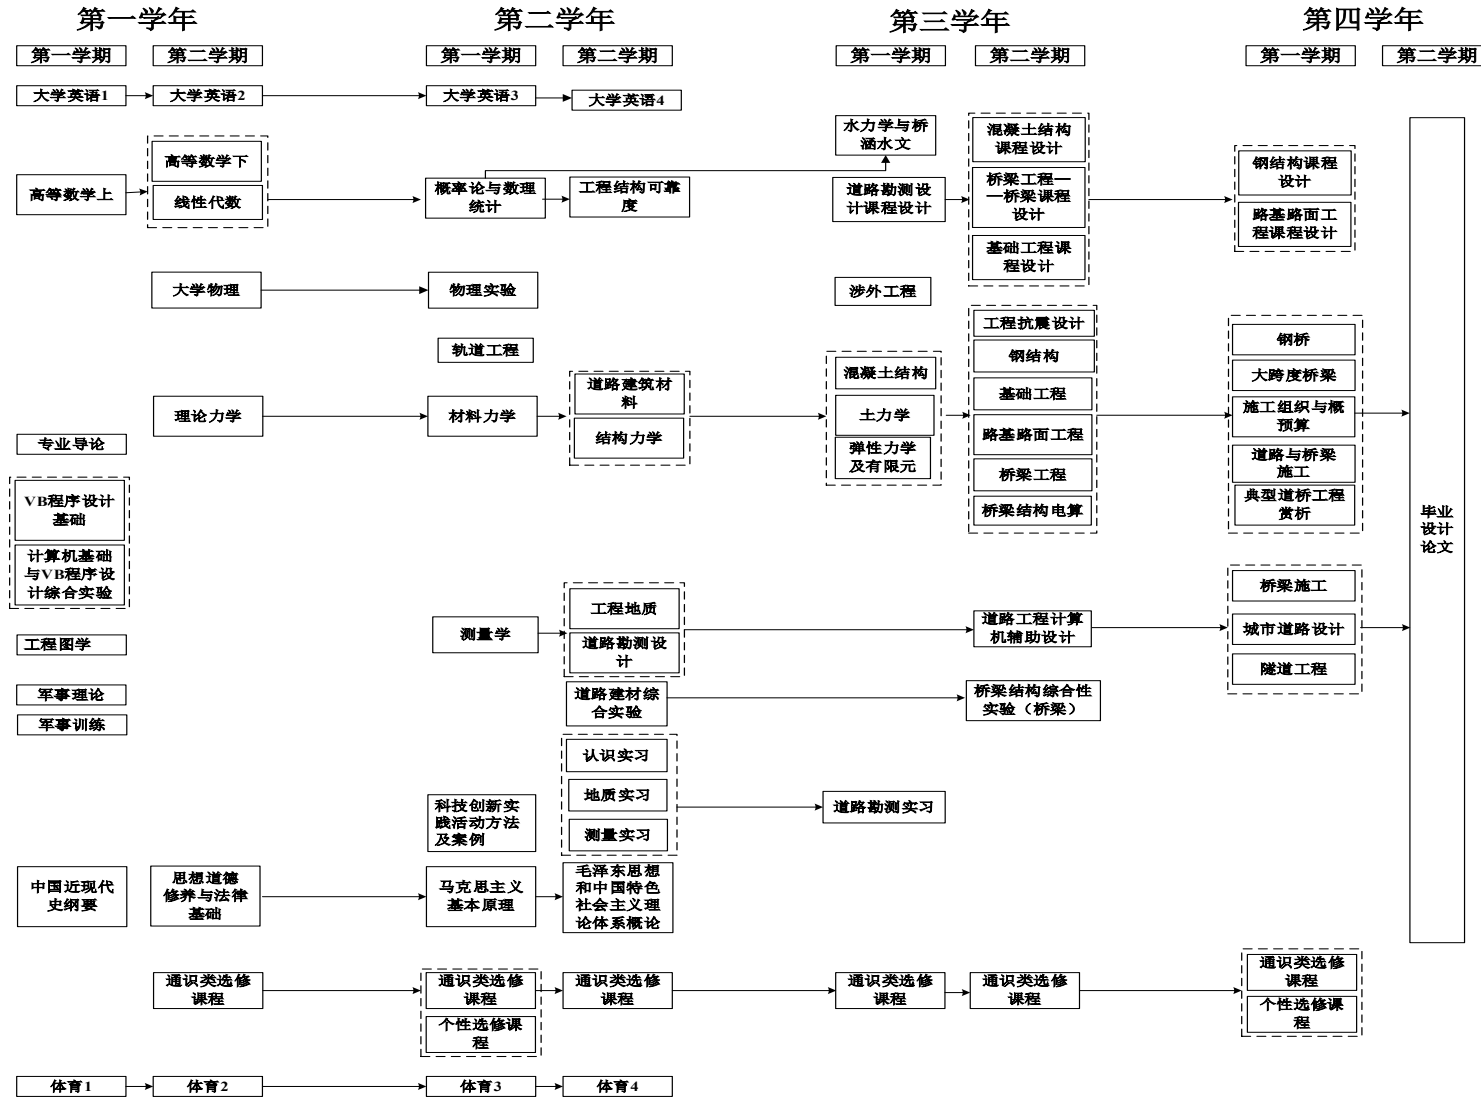 第一学年
第二学年
第三学年
第四学年
第一学期
第二学期
第一学期
第二学期
第一学期
第二学期
第一学期
第二学期
大学英语1
大学英语2
大学英语3
大学英语4
高等数学上
高等数学下
线性代数
概率论与数理
统计
工程结构可靠
度
水力学与桥
涵水文
道路勘测设
计课程设计
混凝土结构
课程设计
桥梁工程—
—桥梁课程
设计
基础工程课
程设计
钢结构课程
设计
路基路面工
程课程设计
大学物理
物理实验
涉外工程
轨道工程
理论力学
材料力学
道路建筑材
料
结构力学
混凝土结构
土力学
弹性力学
及有限元
工程抗震设计
钢结构
基础工程
路基路面工程
桥梁工程
桥梁结构电算
钢桥
大跨度桥梁
施工组织与概
预算
道路与桥梁
施工
典型道桥工程
赏析
毕业
设计
论文
专业导论
VB程序设计
基础
计算机基础
与VB程序设
计综合实验
工程图学
军事理论
军事训练
测量学
工程地质
道路勘测设
计
道路工程计算
机辅助设计
桥梁施工
城市道路设计
隧道工程
道路建材综
合实验
桥梁结构综合性
实验（桥梁）
科技创新实
践活动方法
及案例
认识实习
地质实习
测量实习
道路勘测实习
中国近现代
史纲要
思想道德
修养与法律
基础
马克思主义
基本原理
毛泽东思想
和中国特色
社会主义理
论体系概论
通识类选修
课程
通识类选修
课程
个性选修课
程
通识类选修
课程
通识类选修
课程
通识类选修
课程
通识类选修
课程
个性选修课
程
体育1
体育2
体育3
体育4